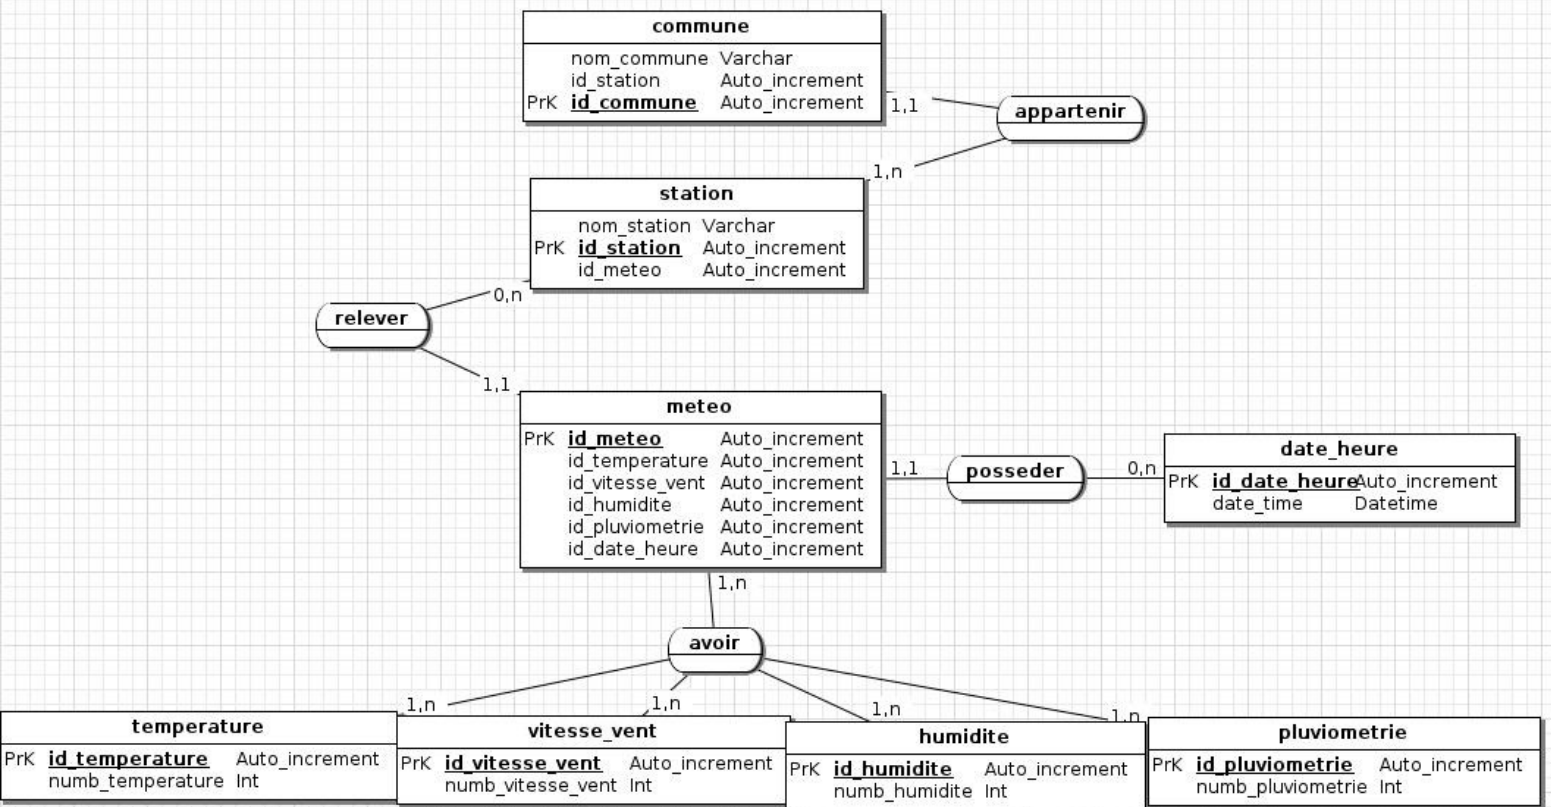 commune
nom_commune Varchar
id_station Auto_increment
PrK id_commune Auto_increment
1,1
appartenir
1,n
station
nom_station Varchar
PrK id_station Auto_increment
id_meteo Auto_increment
0,n
relever
1,1
meteo
PrK id_meteo Auto_increment
id_temperature Auto_increment
id_vitesse_vent Auto_increment
id_humidite Auto_increment
id_pluviometrie Auto_increment
id_date_heure Auto_increment
1,1
posseder
0,n
date_heure
PrK id_date_heure Auto_increment
date_time Datetime
1,n
avoir
1,n
1,n
1,n
1,n
temperature
PrK id_temperature Auto_increment
numb_temperature Int
vitesse_vent
PrK id_vitesse_vent Auto_increment
numb_vitesse_vent Int
humidite
PrK id_humidite Auto_increment
numb_humidite Int
pluviometrie
PrK id_pluviometrie Auto_increment
numb_pluviometrie Int